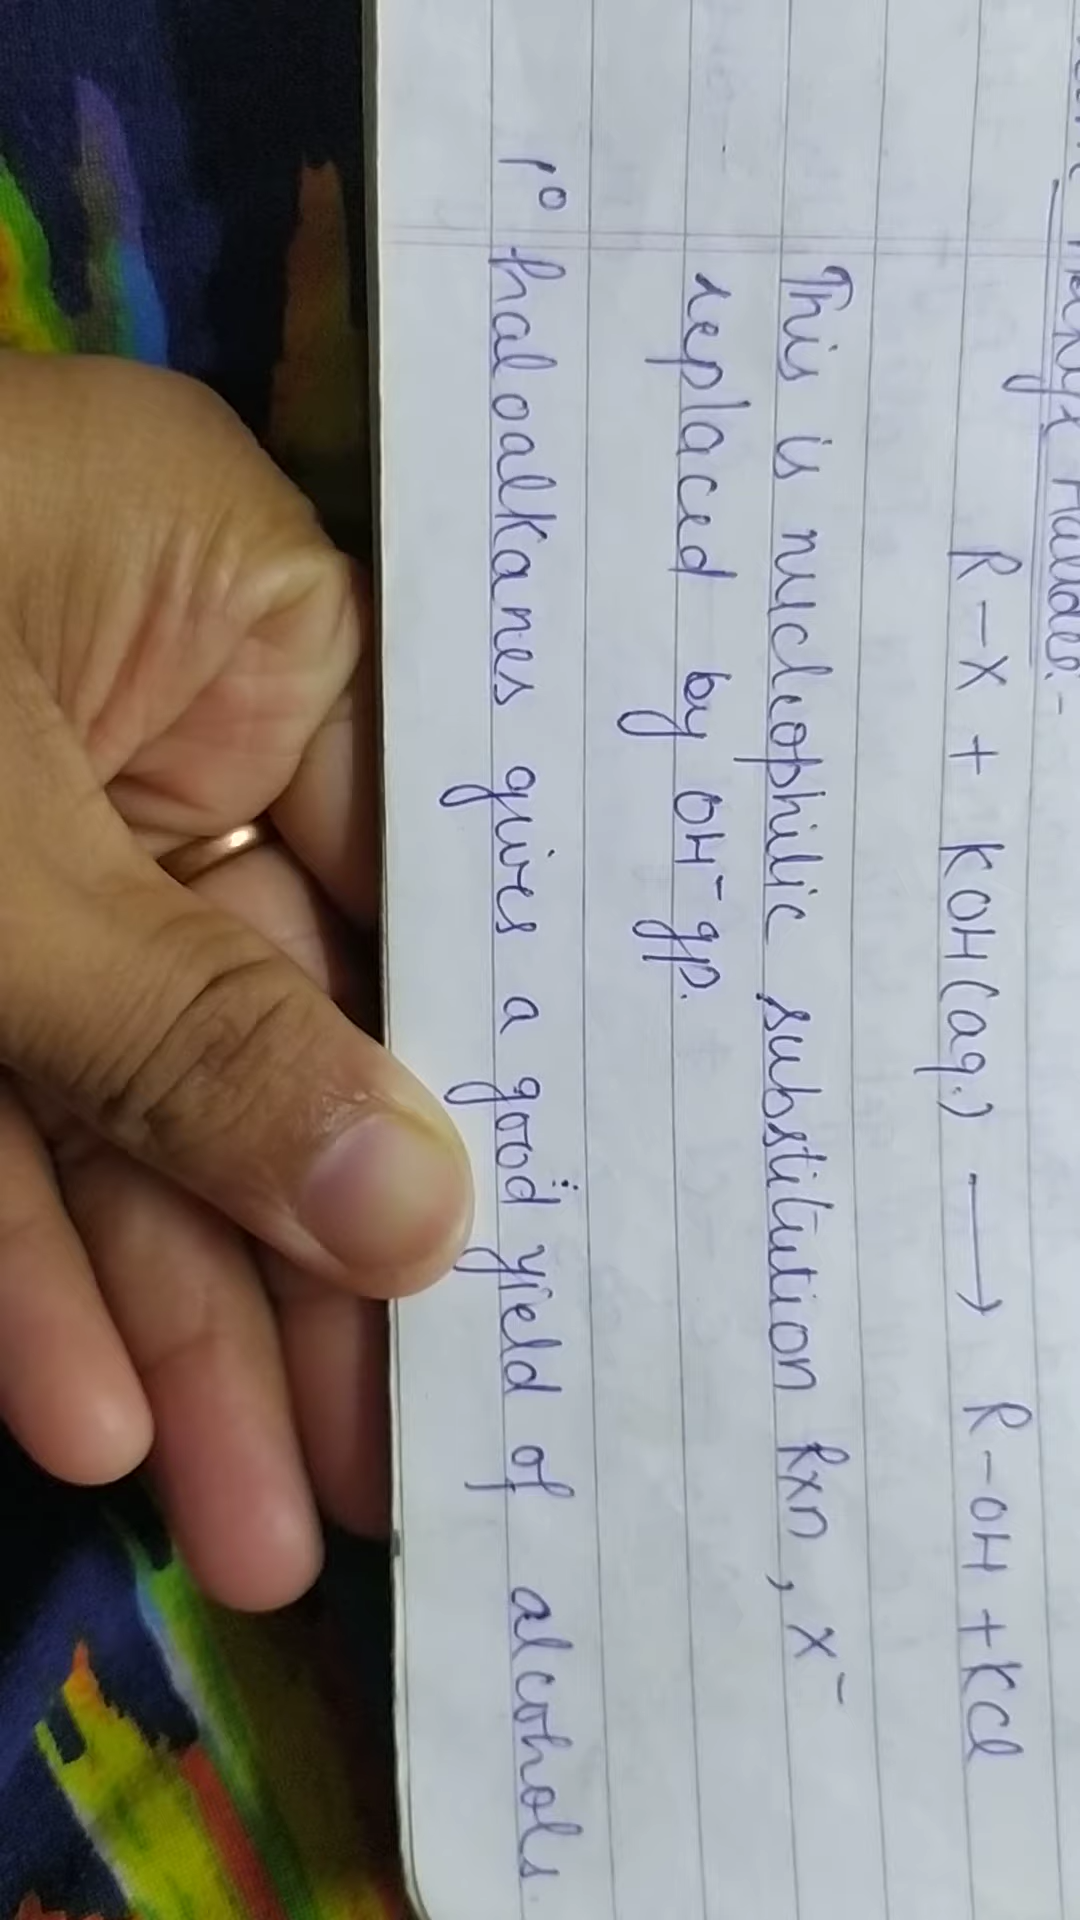 Halides:-
R-X + KOH(aq.) ⟶ R-OH + KCl
This is nucleophilic substitution Rxn, X⁻
replaced by OH⁻ gp.
1° haloalkanes gives a good yield of alcohols.